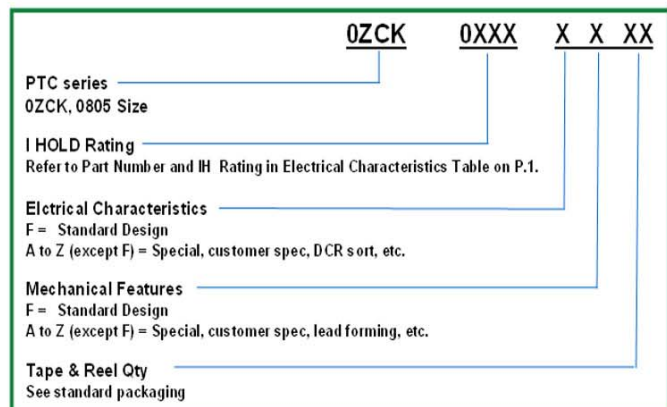 0ZCK 0XXX X X XX
PTC series
0ZCK, 0805 Size
I HOLD Rating
Refer to Part Number and IH Rating in Electrical Characteristics Table on P.1.
Elctrical Characteristics
F = Standard Design
A to Z (except F) = Special, customer spec, DCR sort, etc.
Mechanical Features
F = Standard Design
A to Z (except F) = Special, customer spec, lead forming, etc.
Tape & Reel Qty
See standard packaging